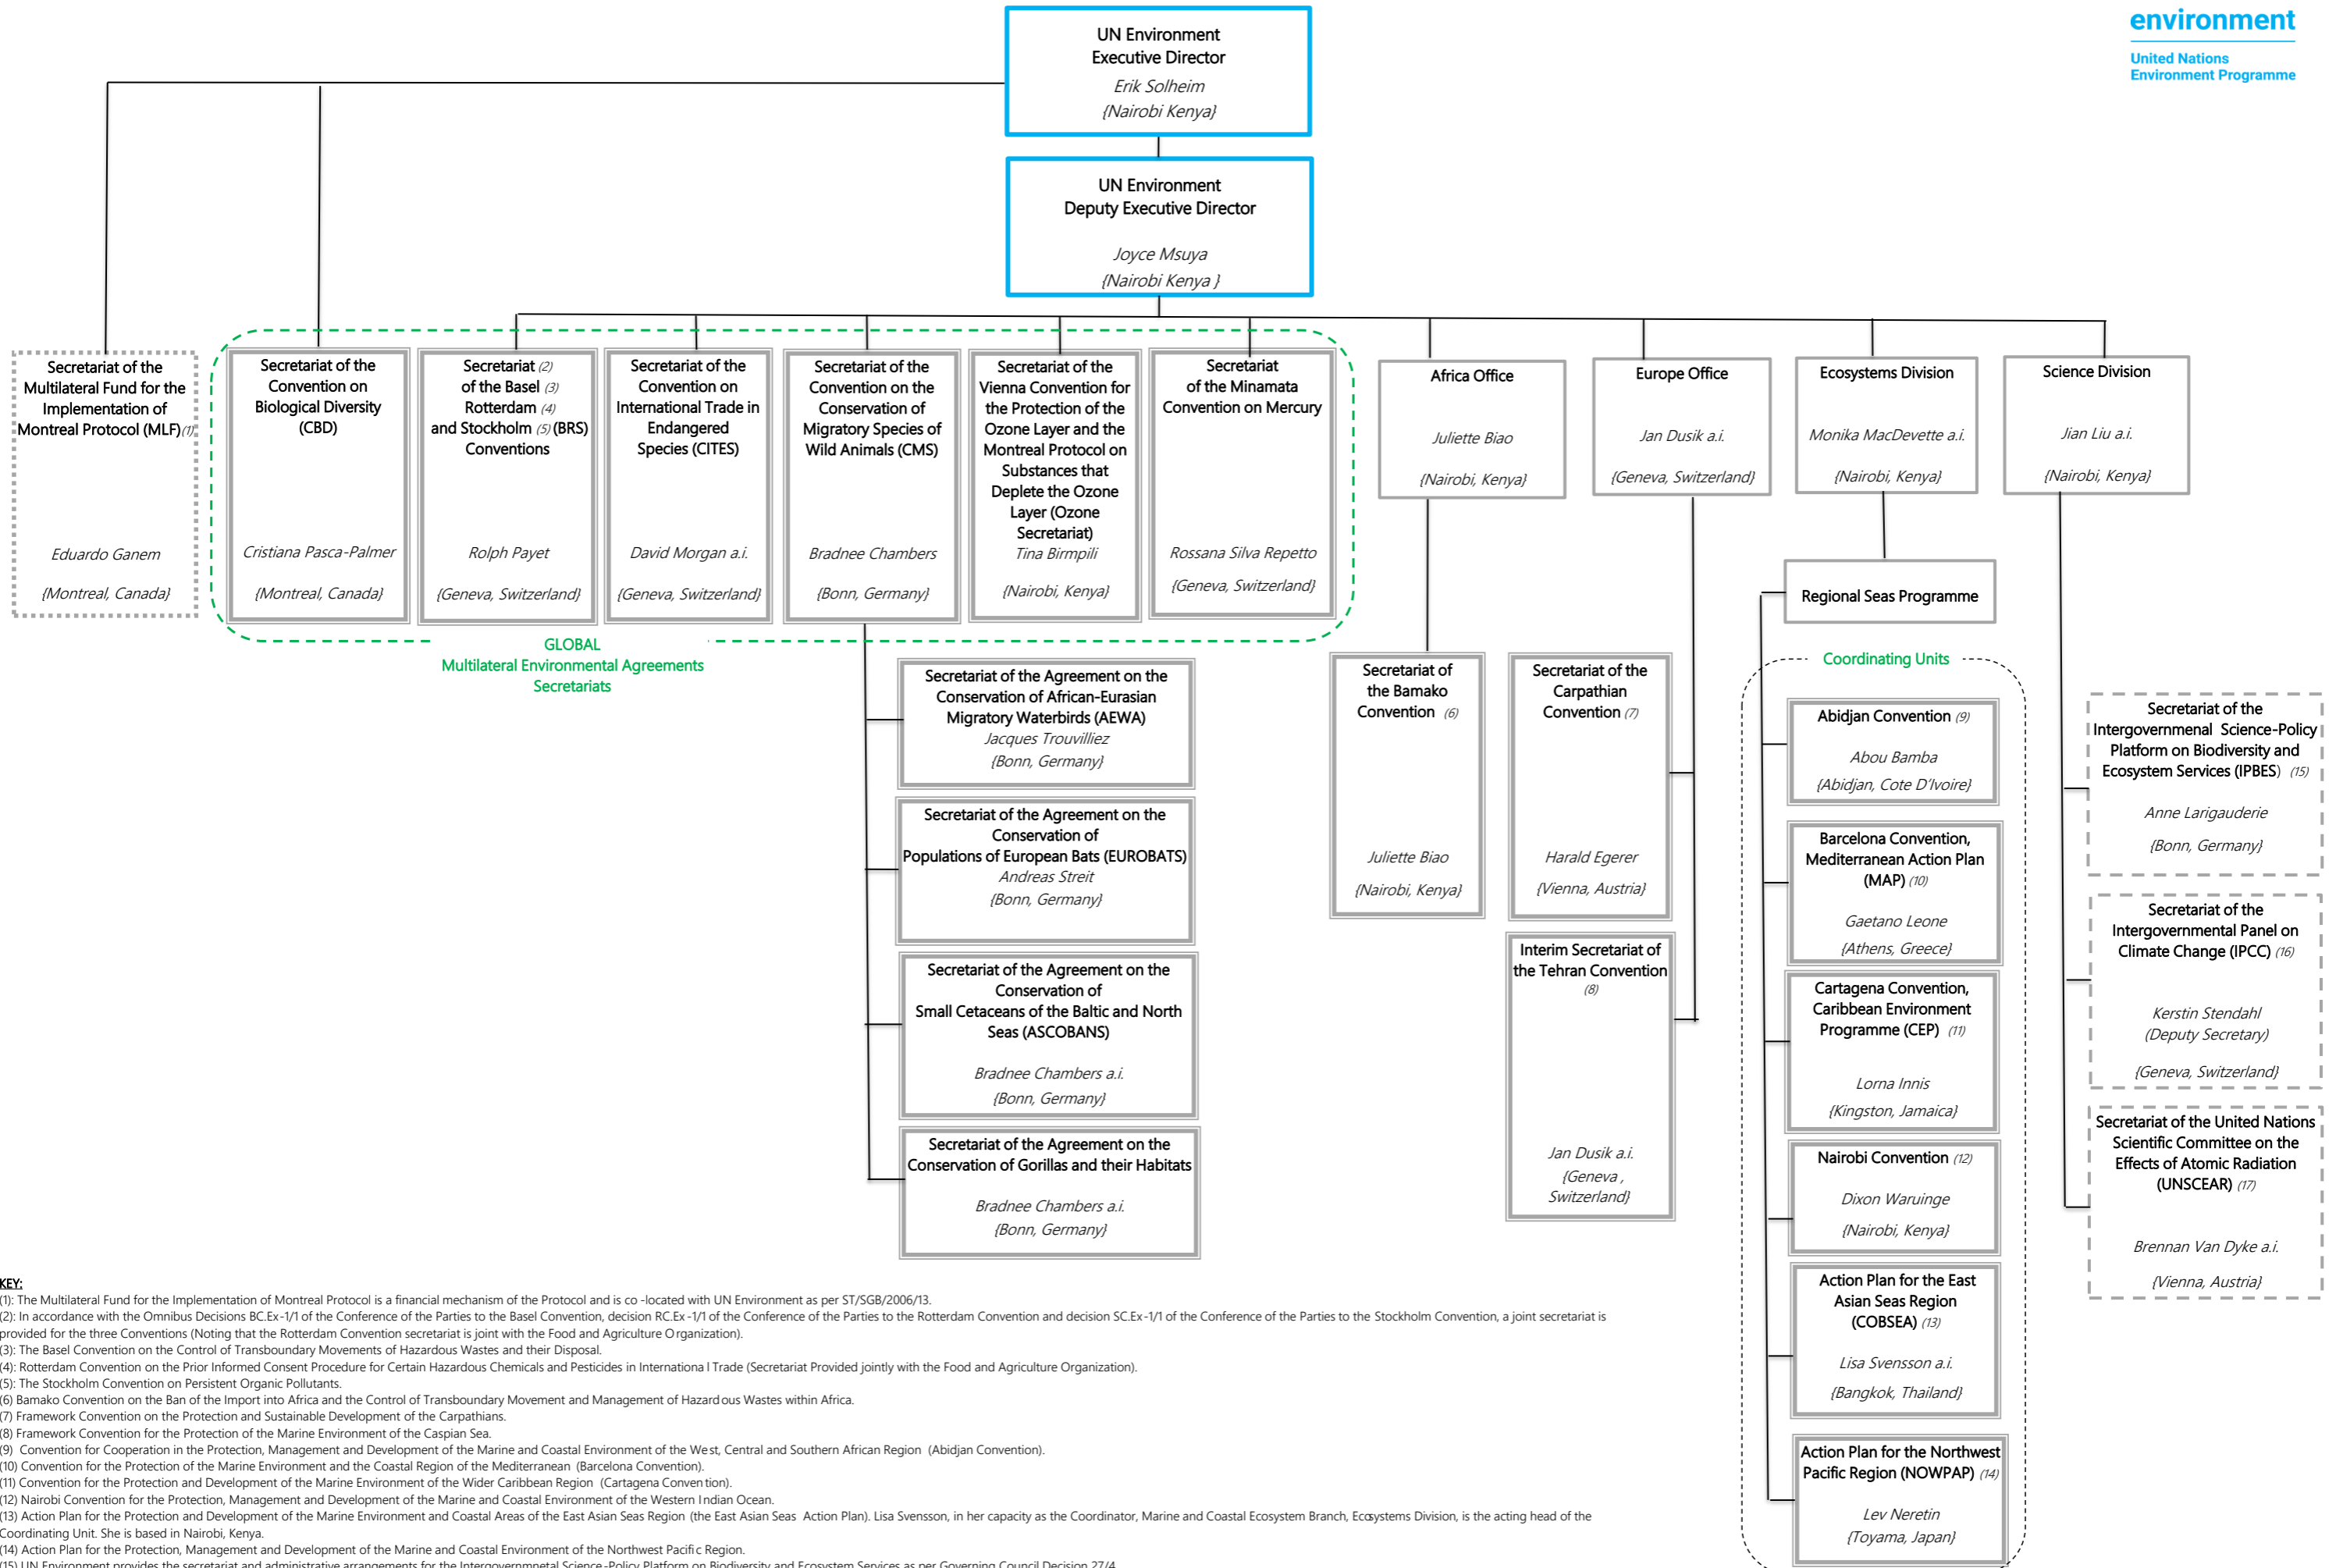 environment
United Nations
Environment Programme
UN Environment
Executive Director
Erik Solheim
{Nairobi Kenya}
UN Environment
Deputy Executive Director
Joyce Msuya
{Nairobi Kenya }
Secretariat of the
Multilateral Fund for the
Implementation of
Montreal Protocol (MLF)(1)
Eduardo Ganem
{Montreal, Canada}
Secretariat of the
Convention on
Biological Diversity
(CBD)
Cristiana Pasca-Palmer
{Montreal, Canada}
Secretariat (2)
of the Basel (3)
Rotterdam (4)
and Stockholm (5) (BRS)
Conventions
Rolph Payet
{Geneva, Switzerland}
Secretariat of the
Convention on
International Trade in
Endangered
Species (CITES)
David Morgan a.i.
{Geneva, Switzerland}
Secretariat of the
Convention on the
Conservation of
Migratory Species of
Wild Animals (CMS)
Bradnee Chambers
{Bonn, Germany}
Secretariat of the
Vienna Convention for
the Protection of the
Ozone Layer and the
Montreal Protocol on
Substances that
Deplete the Ozone
Layer (Ozone
Secretariat)
Tina Birmpili
{Nairobi, Kenya}
Secretariat
of the Minamata
Convention on Mercury
Rossana Silva Repetto
{Geneva, Switzerland}
Africa Office
Juliette Biao
{Nairobi, Kenya}
Europe Office
Jan Dusik a.i.
{Geneva, Switzerland}
Ecosystems Division
Monika MacDevette a.i.
{Nairobi, Kenya}
Science Division
Jian Liu a.i.
{Nairobi, Kenya}
GLOBAL
Multilateral Environmental Agreements
Secretariats
Secretariat of the Agreement on the
Conservation of African-Eurasian
Migratory Waterbirds (AEWA)
Jacques Trouvilliez
{Bonn, Germany}
Secretariat of the Agreement on the
Conservation of
Populations of European Bats (EUROBATS)
Andreas Streit
{Bonn, Germany}
Secretariat of the Agreement on the
Conservation of
Small Cetaceans of the Baltic and North
Seas (ASCOBANS)
Bradnee Chambers a.i.
{Bonn, Germany}
Secretariat of the Agreement on the
Conservation of Gorillas and their Habitats
Bradnee Chambers a.i.
{Bonn, Germany}
Secretariat of
the Bamako
Convention (6)
Juliette Biao
{Nairobi, Kenya}
Secretariat of the
Carpathian
Convention (7)
Harald Egerer
{Vienna, Austria}
Interim Secretariat of
the Tehran Convention
(8)
Jan Dusik a.i.
{Geneva ,
Switzerland}
Regional Seas Programme
Coordinating Units
Abidjan Convention (9)
Abou Bamba
{Abidjan, Cote D'Ivoire}
Barcelona Convention,
Mediterranean Action Plan
(MAP) (10)
Gaetano Leone
{Athens, Greece}
Cartagena Convention,
Caribbean Environment
Programme (CEP) (11)
Lorna Innis
{Kingston, Jamaica}
Nairobi Convention (12)
Dixon Waruinge
{Nairobi, Kenya}
Action Plan for the East
Asian Seas Region
(COBSEA) (13)
Lisa Svensson a.i.
{Bangkok, Thailand}
Action Plan for the Northwest
Pacific Region (NOWPAP) (14)
Lev Neretin
{Toyama, Japan}
Secretariat of the
Intergovernmenal Science-Policy
Platform on Biodiversity and
Ecosystem Services (IPBES) (15)
Anne Larigauderie
{Bonn, Germany}
Secretariat of the
Intergovernmental Panel on
Climate Change (IPCC) (16)
Kerstin Stendahl
(Deputy Secretary)
{Geneva, Switzerland}
Secretariat of the United Nations
Scientific Committee on the
Effects of Atomic Radiation
(UNSCEAR) (17)
Brennan Van Dyke a.i.
{Vienna, Austria}
KEY:
(1): The Multilateral Fund for the Implementation of Montreal Protocol is a financial mechanism of the Protocol and is co -located with UN Environment as per ST/SGB/2006/13.
(2): In accordance with the Omnibus Decisions BC.Ex-1/1 of the Conference of the Parties to the Basel Convention, decision RC.Ex -1/1 of the Conference of the Parties to the Rotterdam Convention and decision SC.Ex-1/1 of the Conference of the Parties to the Stockholm Convention, a joint secretariat is
provided for the three Conventions (Noting that the Rotterdam Convention secretariat is joint with the Food and Agriculture Organization).
(3): The Basel Convention on the Control of Transboundary Movements of Hazardous Wastes and their Disposal.
(4): Rotterdam Convention on the Prior Informed Consent Procedure for Certain Hazardous Chemicals and Pesticides in International Trade (Secretariat Provided jointly with the Food and Agriculture Organization).
(5): The Stockholm Convention on Persistent Organic Pollutants.
(6) Bamako Convention on the Ban of the Import into Africa and the Control of Transboundary Movement and Management of Hazardous Wastes within Africa.
(7) Framework Convention on the Protection and Sustainable Development of the Carpathians.
(8) Framework Convention for the Protection of the Marine Environment of the Caspian Sea.
(9) Convention for Cooperation in the Protection, Management and Development of the Marine and Coastal Environment of the West, Central and Southern African Region (Abidjan Convention).
(10) Convention for the Protection of the Marine Environment and the Coastal Region of the Mediterranean (Barcelona Convention).
(11) Convention for the Protection and Development of the Marine Environment of the Wider Caribbean Region (Cartagena Convention).
(12) Nairobi Convention for the Protection, Management and Development of the Marine and Coastal Environment of the Western Indian Ocean.
(13) Action Plan for the Protection and Development of the Marine Environment and Coastal Areas of the East Asian Seas Region (the East Asian Seas Action Plan). Lisa Svensson, in her capacity as the Coordinator, Marine and Coastal Ecosystem Branch, Ecosystems Division, is the acting head of the
Coordinating Unit. She is based in Nairobi, Kenya.
(14) Action Plan for the Protection, Management and Development of the Marine and Coastal Environment of the Northwest Pacific Region.
(15) UN Environment provides the secretariat and administrative arrangements for the Intergovernmnetal Science-Policy Platform on Biodiversity and Ecosystem Services as per Governing Council Decision 27/4.